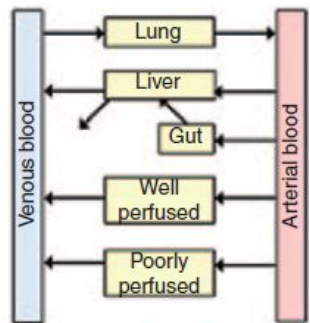 Venous blood
Lung
Liver
Gut
Well
perfused
Poorly
perfused
Arterial blood